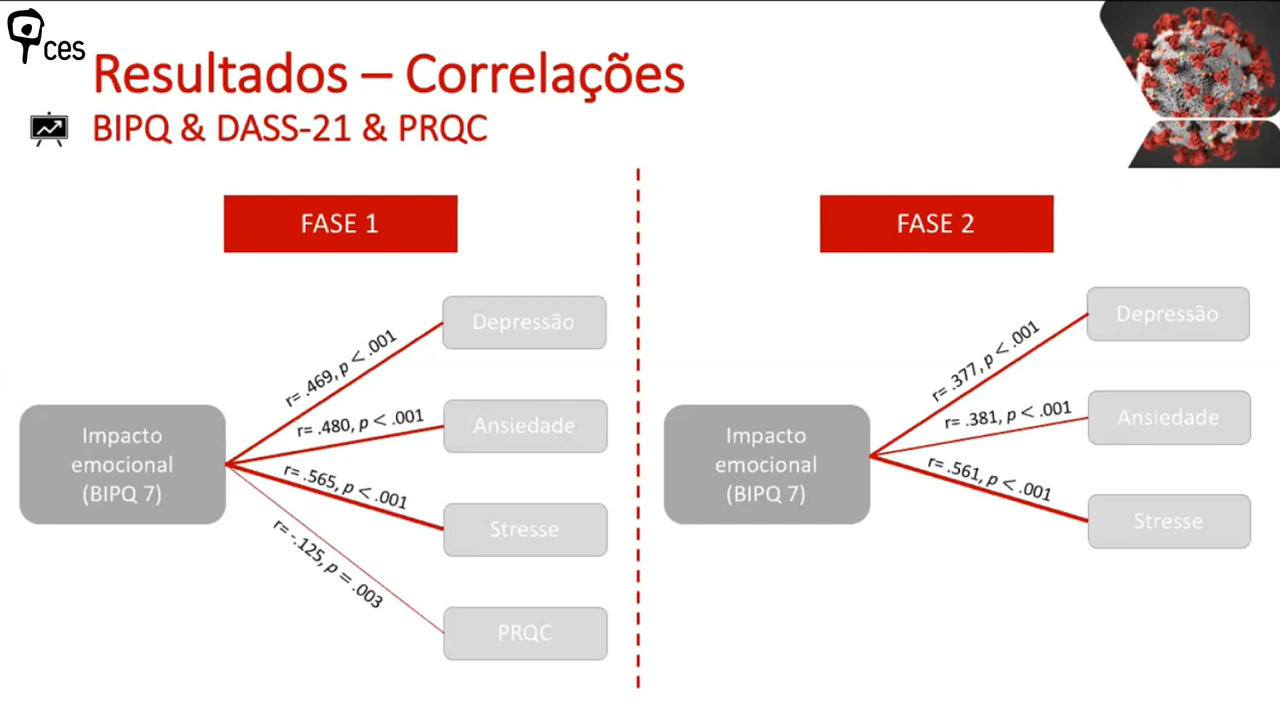 ces
Resultados – Correlações
BIPQ & DASS-21 & PRQC
FASE 1
Impacto
emocional
(BIPQ 7)
r= .469, p < .001
Depressão
r= .480, p < .001
Ansiedade
r= .565, p < .001
Stresse
r= -.125, p = .003
PRQC
FASE 2
Impacto
emocional
(BIPQ 7)
r= .377, p < .001
Depressão
r= .381, p < .001
Ansiedade
r= .561, p < .001
Stresse